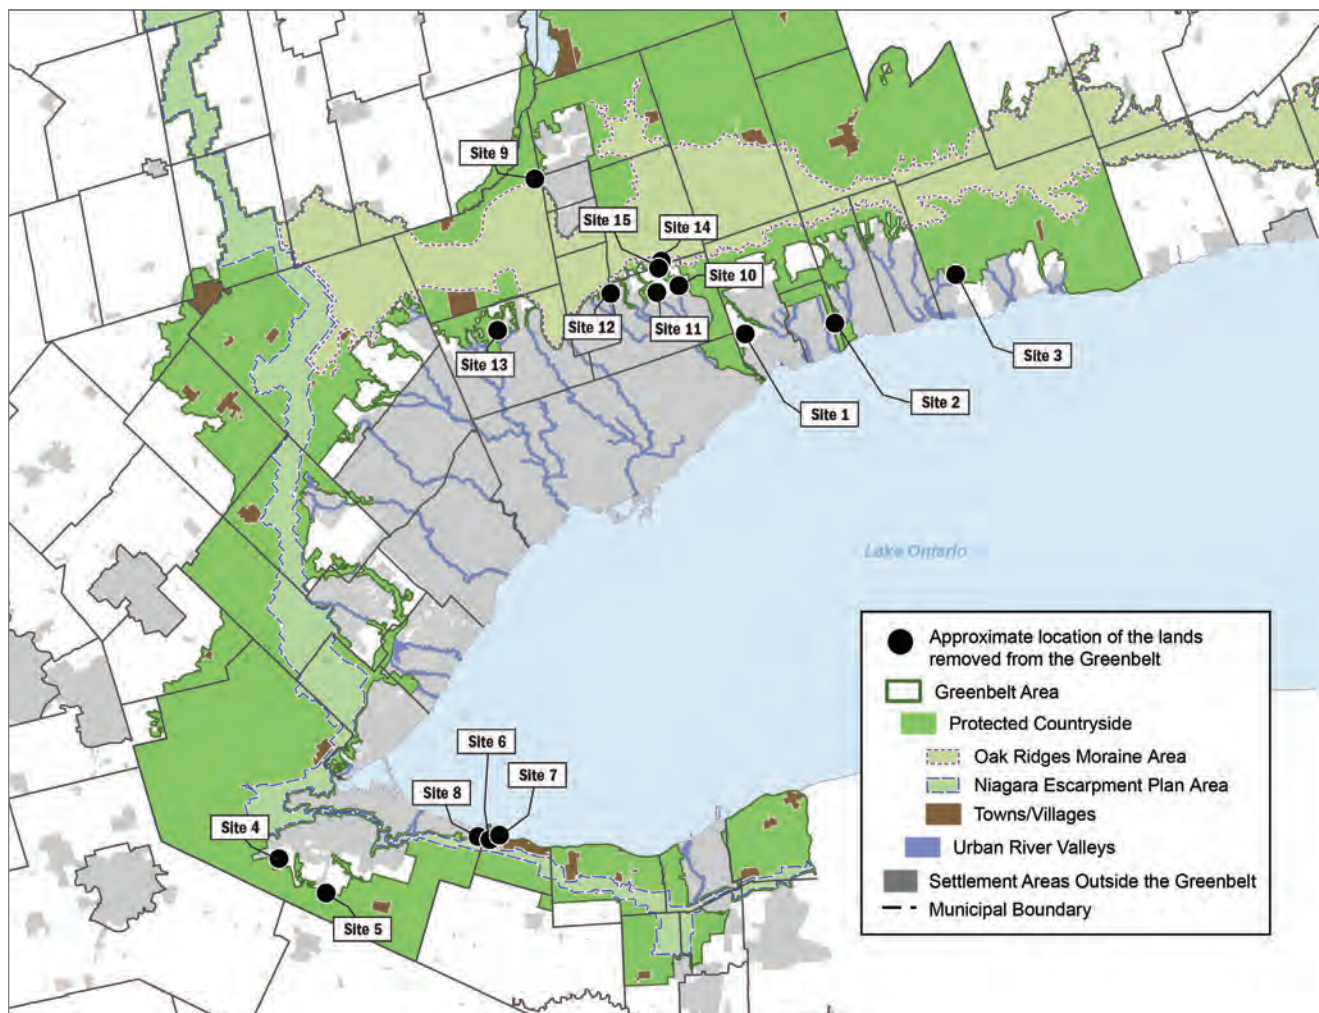 Site 9
Site 15
Site 14
Site 10
Site 12
Site 11
Site 13
Site 3
Site 2
Site 1
Lake Ontario
Approximate location of the lands
removed from the Greenbelt
Greenbelt Area
Protected Countryside
Oak Ridges Moraine Area
Niagara Escarpment Plan Area
Towns/Villages
Urban River Valleys
Settlement Areas Outside the Greenbelt
Municipal Boundary
Site 6
Site 7
Site 8
Site 4
Site 5